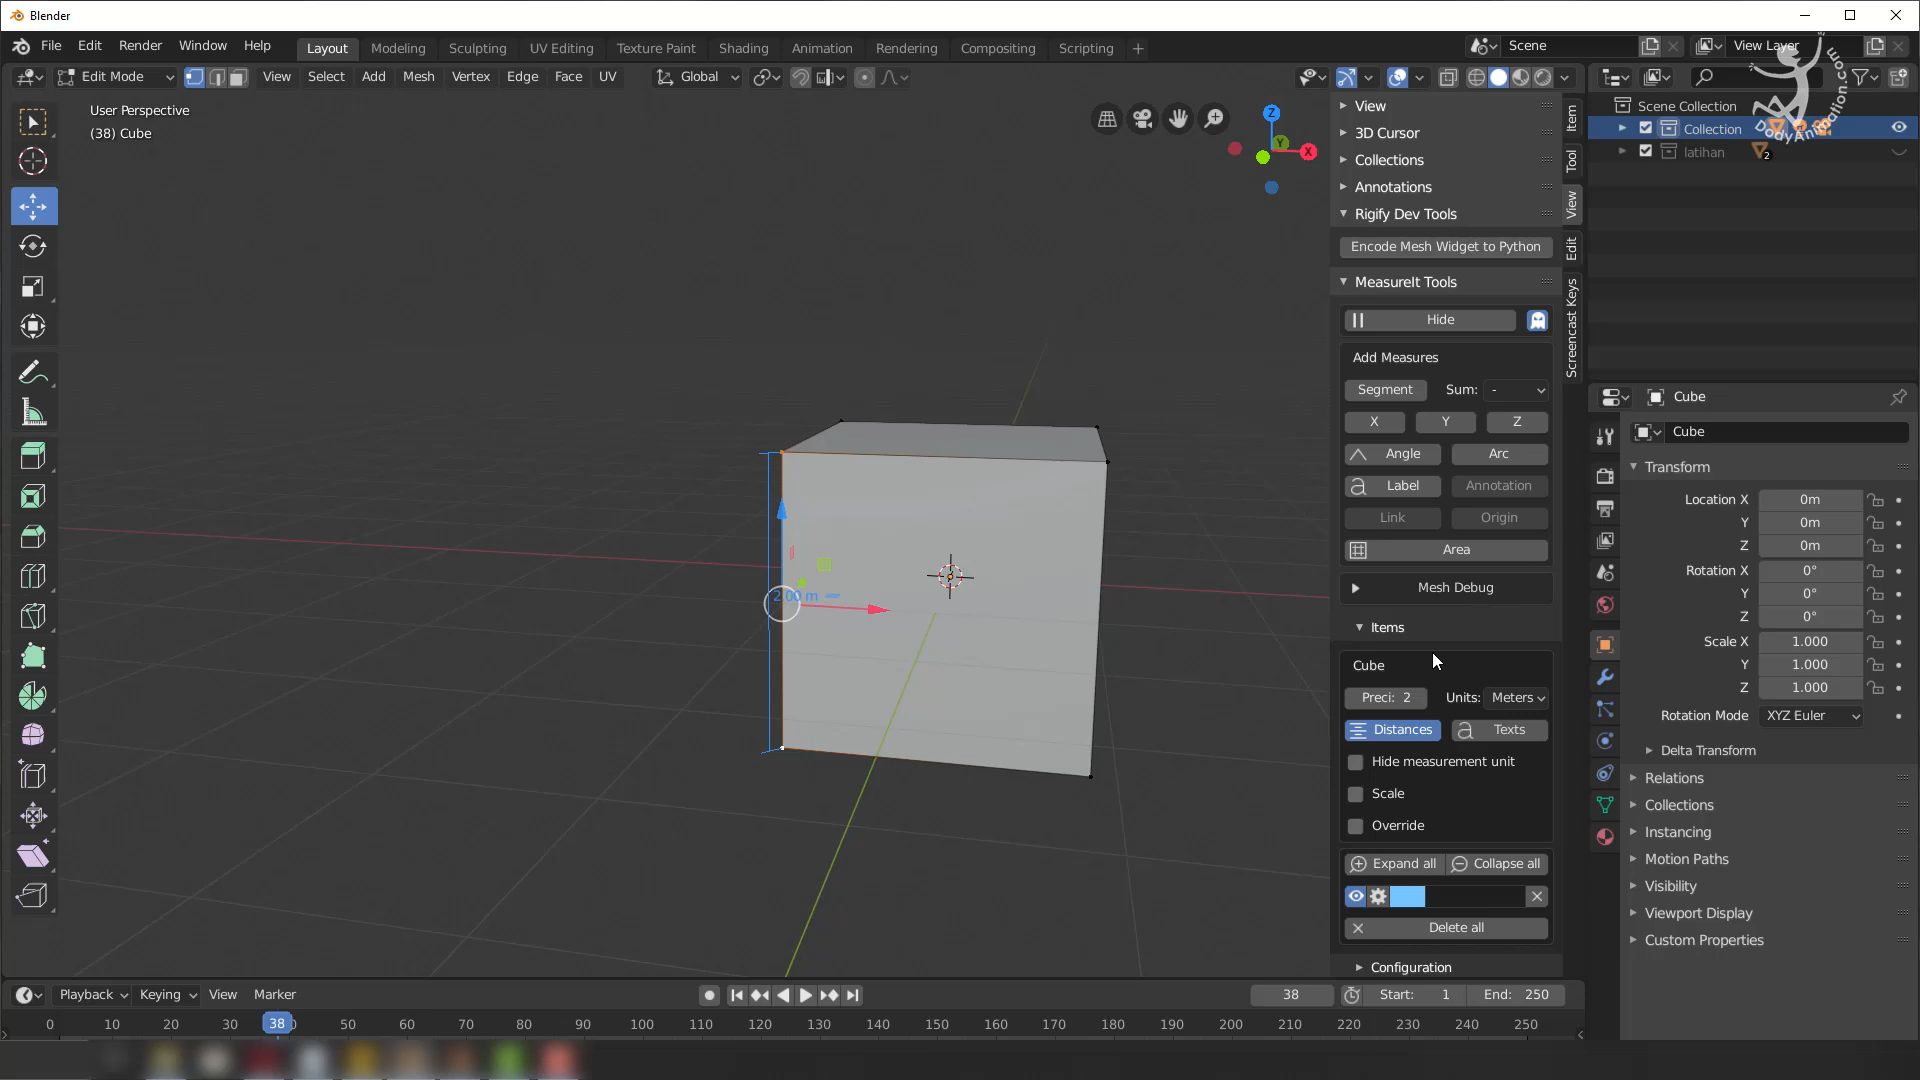 Blender
File Edit Render Window Help
Layout Modeling Sculpting UV Editing Texture Paint Shading Animation Rendering Compositing Scripting +
Scene
View Layer
Edit Mode View Select Add Mesh Vertex Edge Face UV
Global
User Perspective
(38) Cube
Z
Y
X
2.00 m
View
3D Cursor
Collections
Annotations
Rigify Dev Tools
Encode Mesh Widget to Python
MeasureIt Tools
Hide
Add Measures
Segment Sum: -
X Y Z
Angle Arc
a Label Annotation
Link Origin
Area
Mesh Debug
Items
Cube
Preci: 2 Units: Meters
Distances a Texts
Hide measurement unit
Scale
Override
Expand all Collapse all
Delete all
Configuration
Item
Tool
View
Edit
Screencast Keys
Scene Collection
Collection
latihan
2
DodyAnimation.com
Cube
Cube
Transform
Location X 0m
Y 0m
Z 0m
Rotation X 0°
Y 0°
Z 0°
Scale X 1.000
Y 1.000
Z 1.000
Rotation Mode XYZ Euler
Delta Transform
Relations
Collections
Instancing
Motion Paths
Visibility
Viewport Display
Custom Properties
Playback Keying View Marker
38 Start: 1 End: 250
0 10 20 30 38 50 60 70 80 90 100 110 120 130 140 150 160 170 180 190 200 210 220 230 240 250